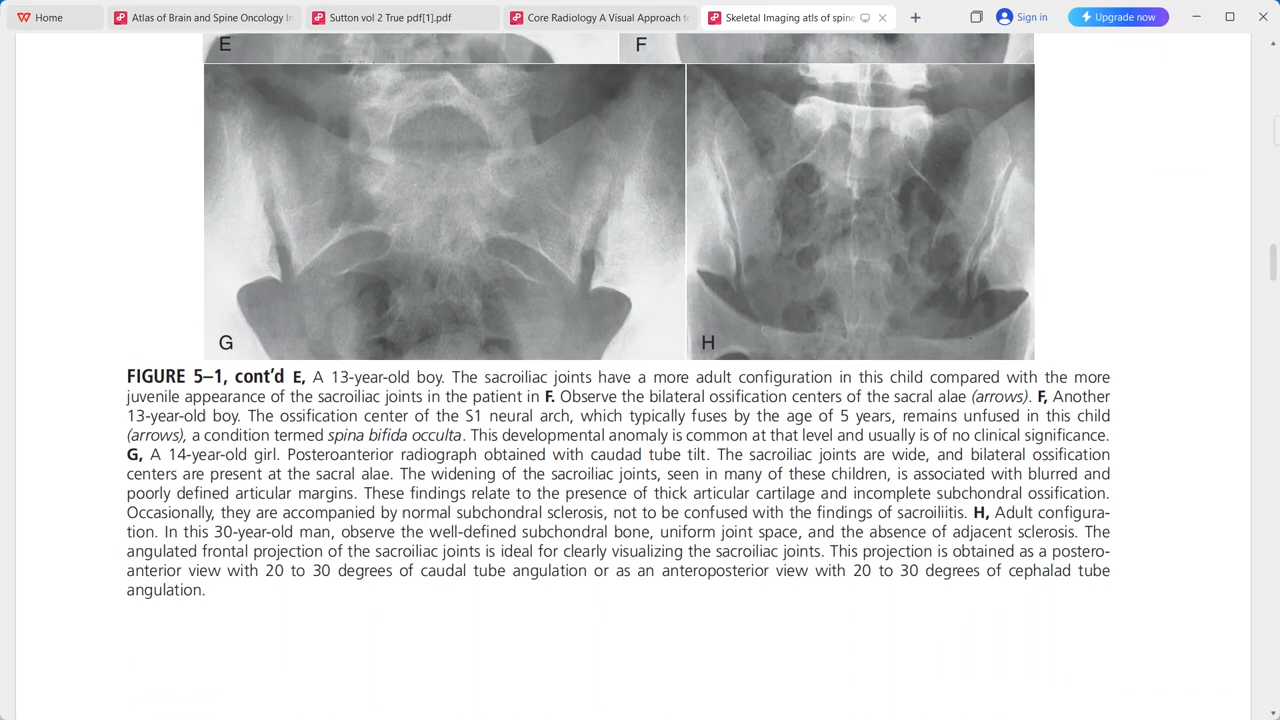 Home
Atlas of Brain and Spine Oncology
Sutton vol 2 True pdf[1].pdf
Core Radiology A Visual Approach to
Skeletal Imaging atls of spine
Sign in
Upgrade now
E
F
G
H
FIGURE 5–1, cont'd E, A 13-year-old boy. The sacroiliac joints have a more adult configuration in this child compared with the more
juvenile appearance of the sacroiliac joints in the patient in F. Observe the bilateral ossification centers of the sacral alae (arrows). F, Another
13-year-old boy. The ossification center of the S1 neural arch, which typically fuses by the age of 5 years, remains unfused in this child
(arrows), a condition termed spina bifida occulta. This developmental anomaly is common at that level and usually is of no clinical significance.
G, A 14-year-old girl. Posteroanterior radiograph obtained with caudad tube tilt. The sacroiliac joints are wide, and bilateral ossification
centers are present at the sacral alae. The widening of the sacroiliac joints, seen in many of these children, is associated with blurred and
poorly defined articular margins. These findings relate to the presence of thick articular cartilage and incomplete subchondral ossification.
Occasionally, they are accompanied by normal subchondral sclerosis, not to be confused with the findings of sacroiliitis. H, Adult configura-
tion. In this 30-year-old man, observe the well-defined subchondral bone, uniform joint space, and the absence of adjacent sclerosis. The
angulated frontal projection of the sacroiliac joints is ideal for clearly visualizing the sacroiliac joints. This projection is obtained as a postero-
anterior view with 20 to 30 degrees of caudal tube angulation or as an anteroposterior view with 20 to 30 degrees of cephalad tube
angulation.